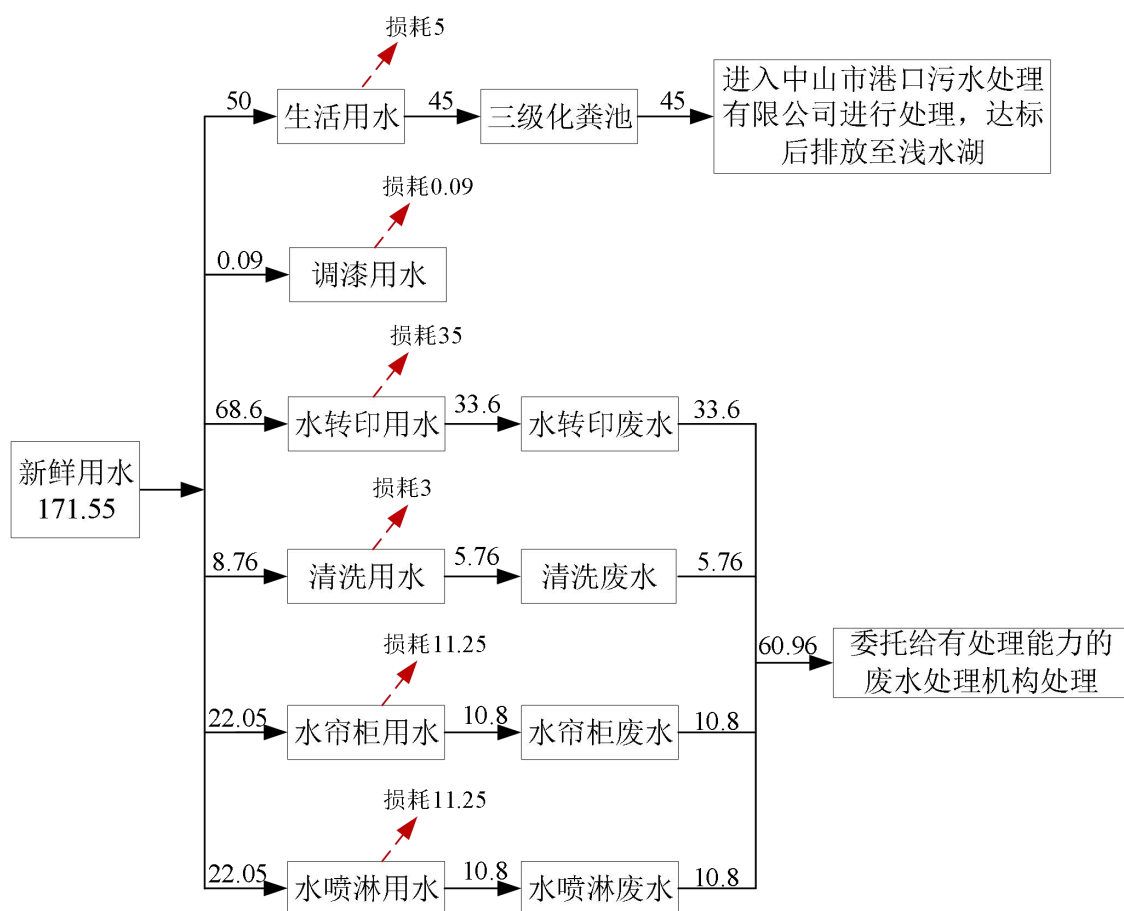 损耗5
50
生活用水
45
三级化粪池
45
进入中山市港口污水处理
有限公司进行处理，达标
后排放至浅水湖
损耗0.09
0.09
调漆用水
损耗35
68.6
水转印用水
33.6
水转印废水
33.6
新鲜用水
171.55
损耗3
8.76
清洗用水
5.76
清洗废水
5.76
损耗11.25
22.05
水帘柜用水
10.8
水帘柜废水
10.8
60.96
委托给有处理能力的
废水处理机构处理
损耗11.25
22.05
水喷淋用水
10.8
水喷淋废水
10.8